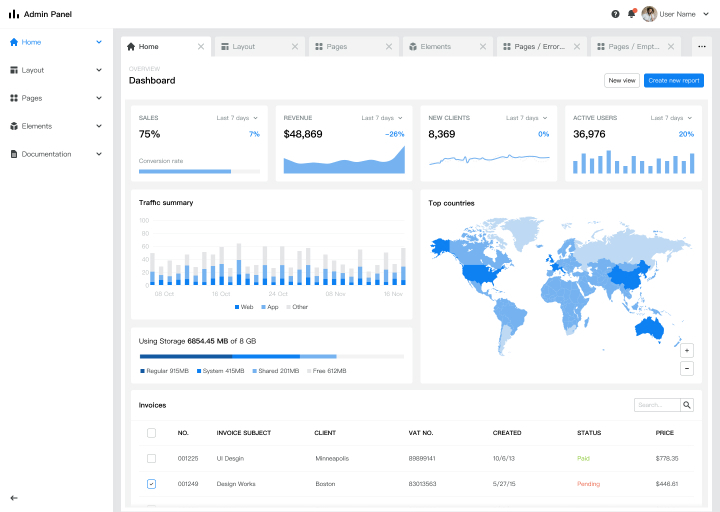 Admin Panel
User Name
Home
Layout
Pages
Elements
Documentation
Home
Layout
Pages
Elements
Pages / Error...
Pages / Empt...
OVERVIEW
Dashboard
New view
Create new report
SALES Last 7 days
75% 7%
Conversion rate
REVENUE Last 7 days
$48,869 -26%
NEW CLIENTS Last 7 days
8,369 0%
ACTIVE USERS Last 7 days
36,976 20%
Traffic summary
100
80
60
40
20
0
08 Oct 16 Oct 24 Oct 08 Nov 16 Nov
Web App Other
Top countries
+
−
Using Storage 6854.45 MB of 8 GB
Regular 915MB System 415MB Shared 201MB Free 612MB
Invoices
Search...
NO. INVOICE SUBJECT CLIENT VAT NO. CREATED STATUS PRICE
001225 UI Desgin Minneapolis 89899141 10/6/13 Paid $778.35
001249 Design Works Boston 83013563 5/27/15 Pending $446.61